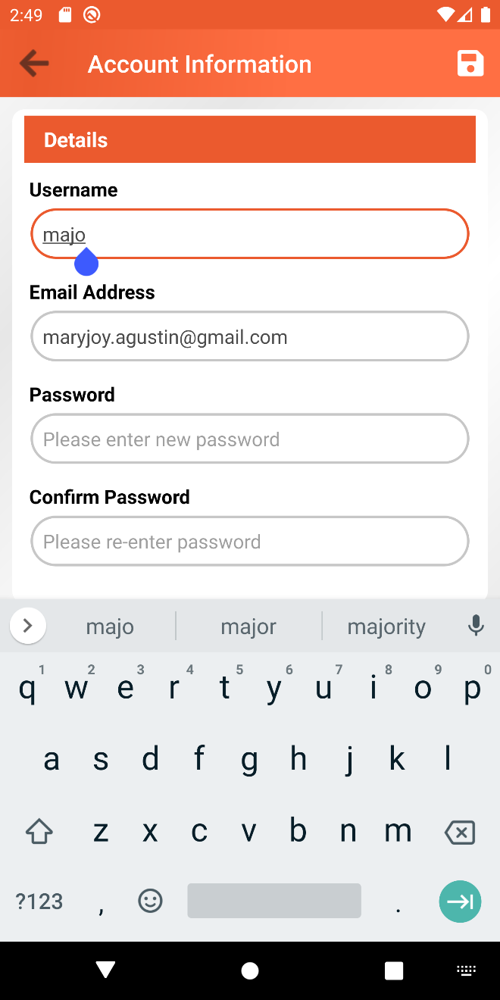 2:49
Account Information
Details
Username
majo
Email Address
maryjoy.agustin@gmail.com
Password
Please enter new password
Confirm Password
Please re-enter password
majo major majority
1 2 3 4 5 6 7 8 9 0
q w e r t y u i o p
a s d f g h j k l
z x c v b n m
?123 , .